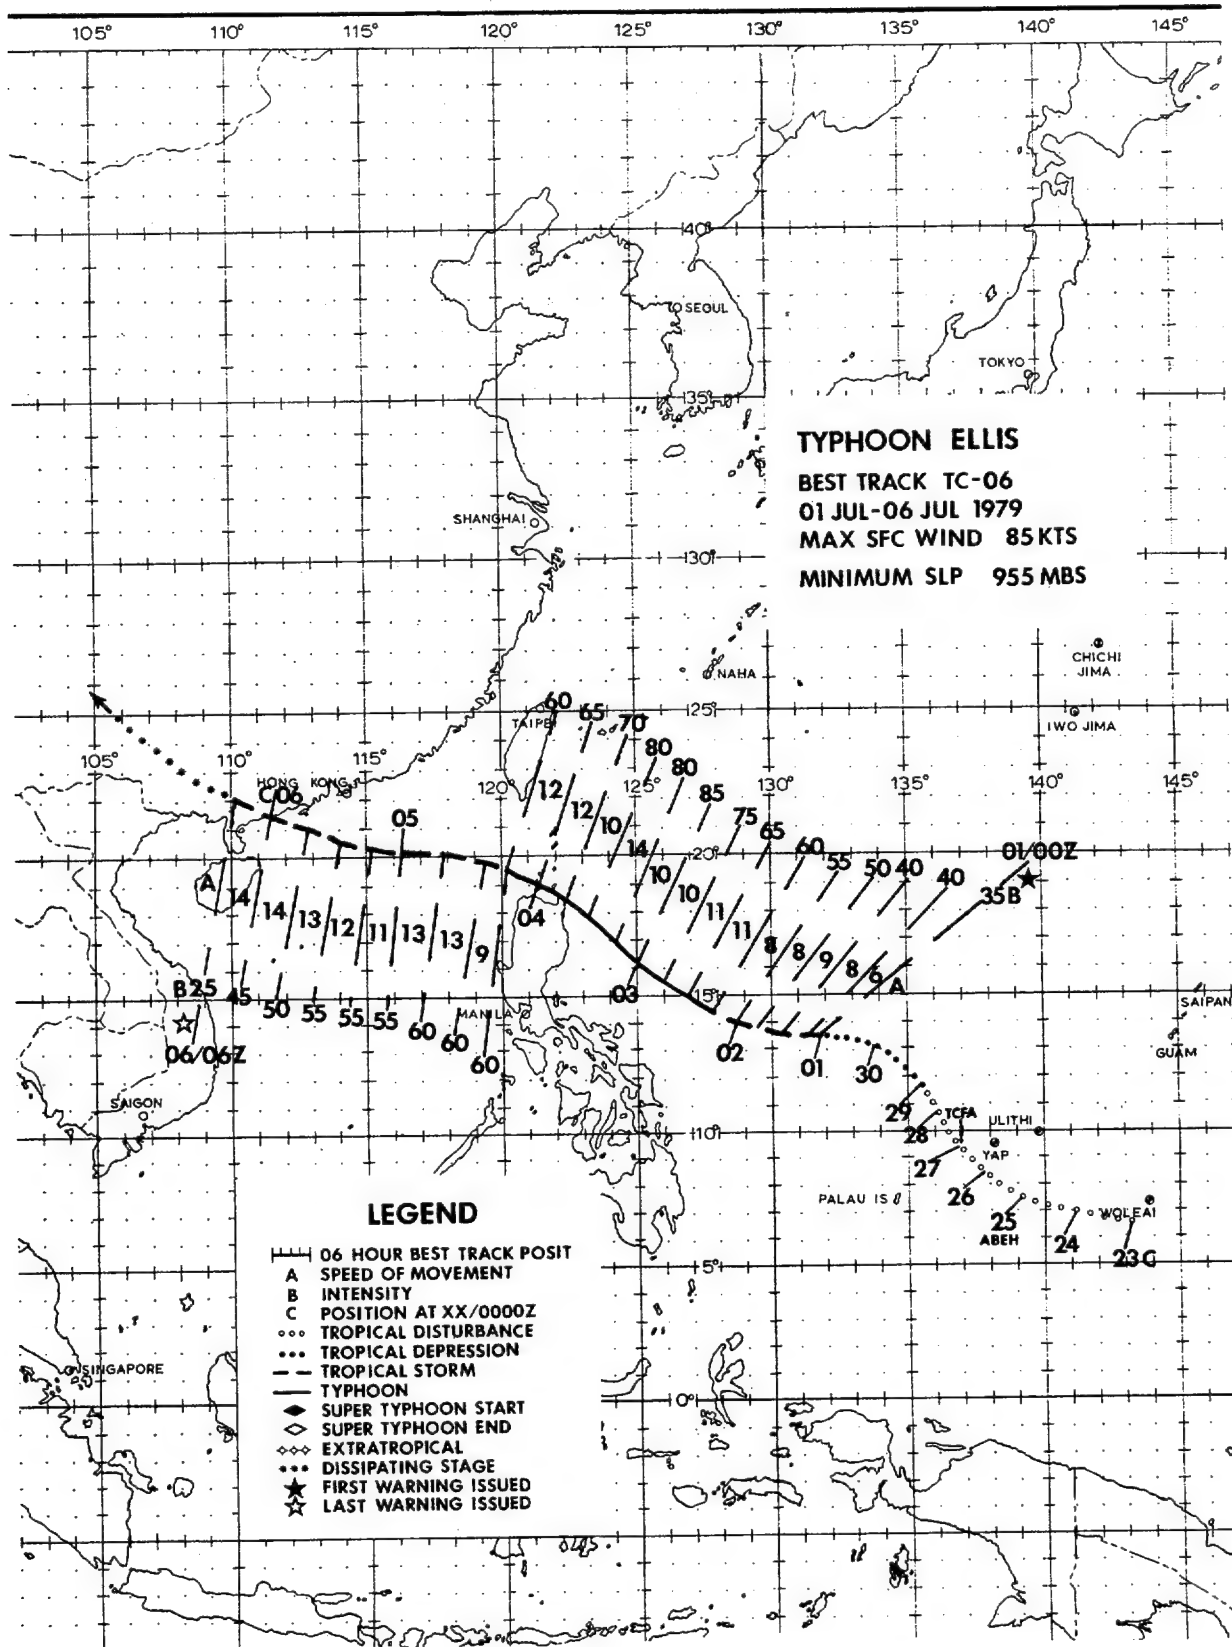 105° 110° 115° 120° 125° 130° 135° 140° 145°
40°
SEOUL
TOKYO
35°
TYPHOON ELLIS
BEST TRACK TC-06
01 JUL-06 JUL 1979
MAX SFC WIND 85 KTS
MINIMUM SLP 955 MBS
SHANGHAI
30°
CHICHI
JIMA
NAHA
IWO JIMA
25°
TAIPEI
60 65 70 80 80 85 75 65 60 55 50 40 40 35B
105° 110° 115° 120° 125° 130° 135° 140° 145°
HONG KONG
C06 05
12 12 10 14 10 10 11 11 8 8 9 8 6 A
20°
01/00Z
A 14 14 13 12 11 13 13 9
04
03
15°
B 25 45 50 55 55 55 60 60 60
MANILA
SAIPAN
GUAM
06/06Z
02 01 30
SAIGON
29
TCFA
28
ULITHI
10°
27
YAP
26
PALAU IS
25
ABEH
WOLEAI
24
23C
5°
LEGEND
06 HOUR BEST TRACK POSIT
A SPEED OF MOVEMENT
B INTENSITY
C POSITION AT XX/0000Z
TROPICAL DISTURBANCE
TROPICAL DEPRESSION
TROPICAL STORM
TYPHOON
SUPER TYPHOON START
SUPER TYPHOON END
EXTRATROPICAL
DISSIPATING STAGE
FIRST WARNING ISSUED
LAST WARNING ISSUED
SINGAPORE
0°